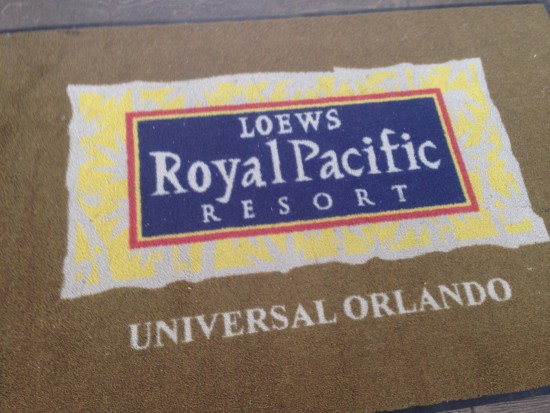 LOEWS
Royal Pacific
RESORT
UNIVERSAL ORLANDO